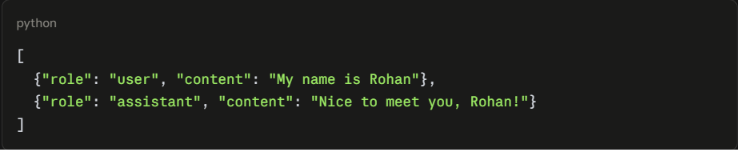 python
[
{"role": "user", "content": "My name is Rohan"},
{"role": "assistant", "content": "Nice to meet you, Rohan!"}
]